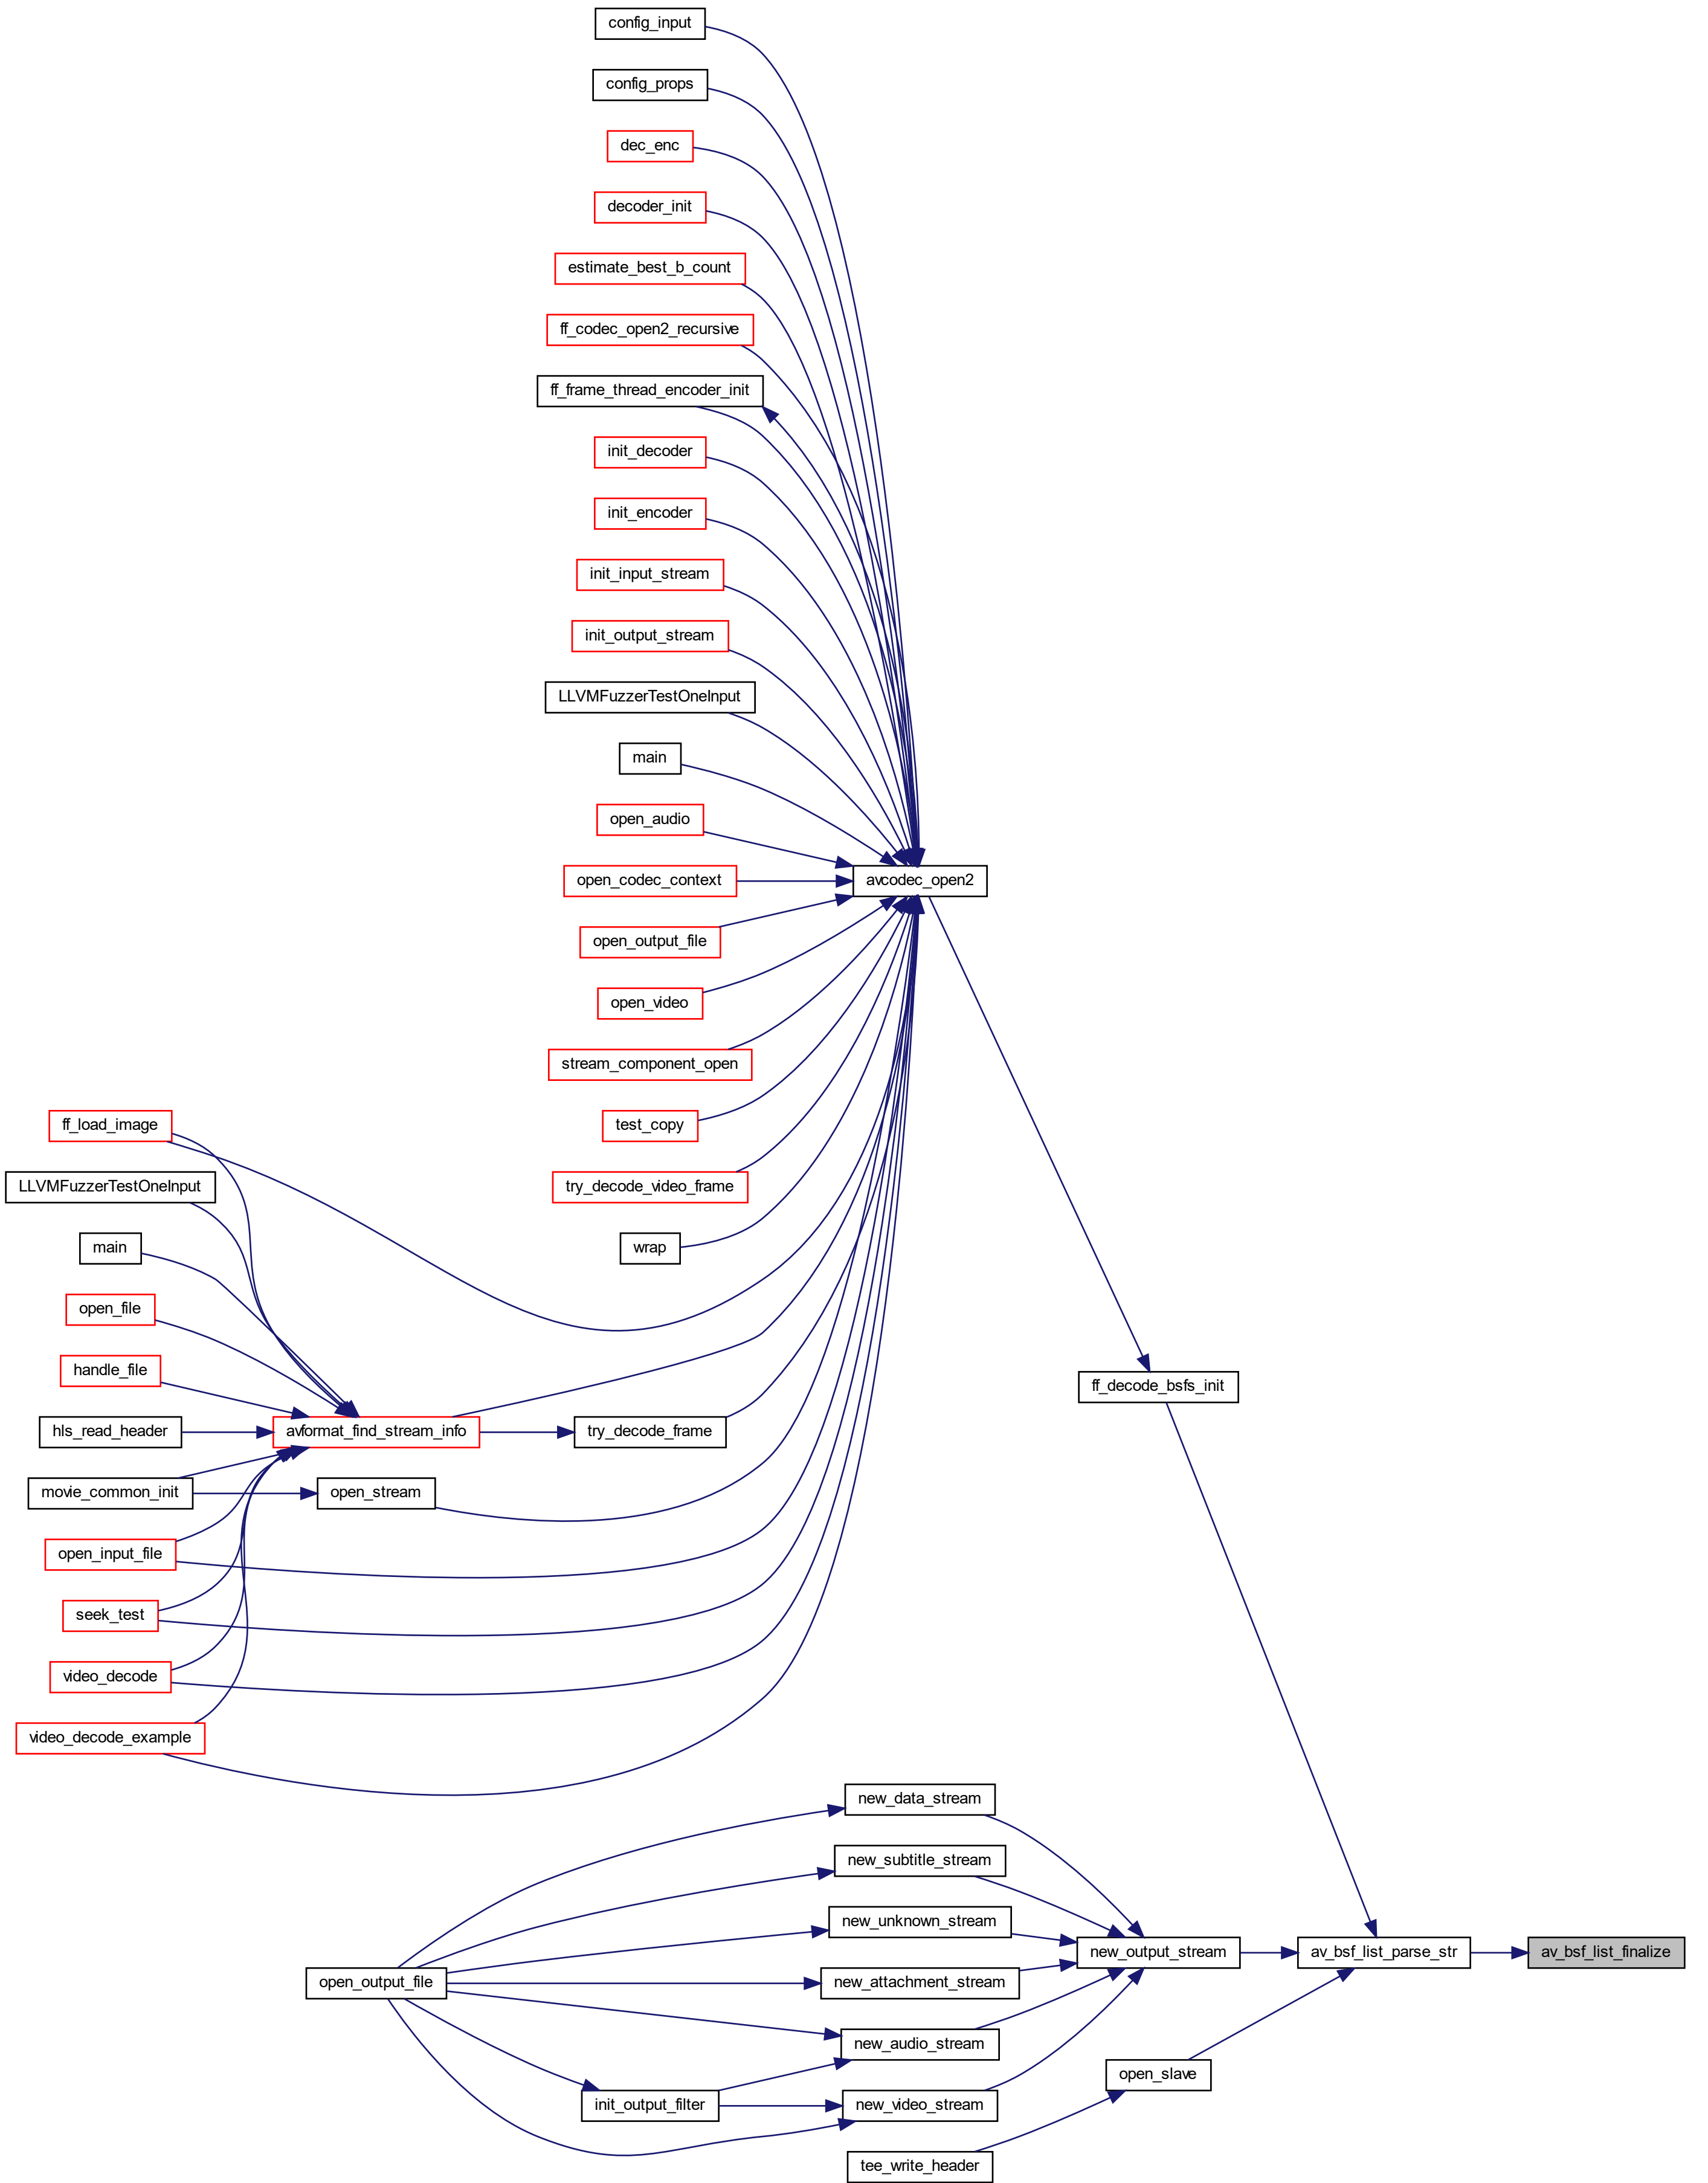 config_input
config_props
dec_enc
decoder_init
estimate_best_b_count
ff_codec_open2_recursive
ff_frame_thread_encoder_init
init_decoder
init_encoder
init_input_stream
init_output_stream
LLVMFuzzerTestOneInput
main
open_audio
avcodec_open2
open_codec_context
open_output_file
open_video
stream_component_open
ff_load_image
test_copy
LLVMFuzzerTestOneInput
try_decode_video_frame
main
wrap
open_file
handle_file
ff_decode_bsfs_init
hls_read_header
avformat_find_stream_info
try_decode_frame
movie_common_init
open_stream
open_input_file
seek_test
video_decode
video_decode_example
new_data_stream
new_subtitle_stream
new_unknown_stream
new_output_stream
av_bsf_list_parse_str
av_bsf_list_finalize
open_output_file
new_attachment_stream
new_audio_stream
open_slave
init_output_filter
new_video_stream
tee_write_header